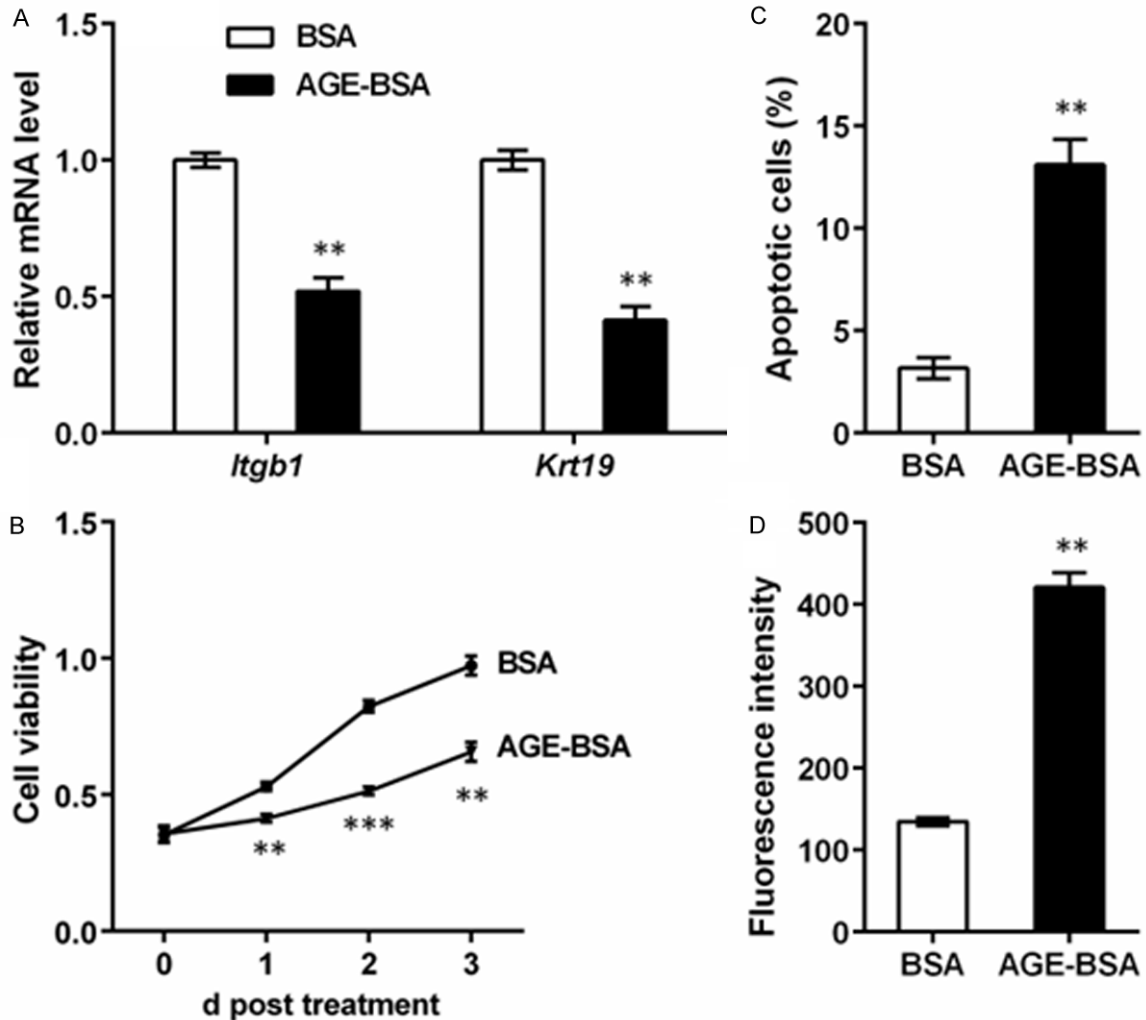 A
Relative mRNA level
1.5
1.0
0.5
0.0
BSA
AGE-BSA
**
**
Itgb1
Krt19
B
Cell viability
1.5
1.0
0.5
0.0
BSA
AGE-BSA
**
***
**
0 1 2 3
d post treatment
C
Apoptotic cells (%)
20
15
10
5
0
**
BSA AGE-BSA
D
Fluorescence intensity
500
400
300
200
100
0
**
BSA AGE-BSA